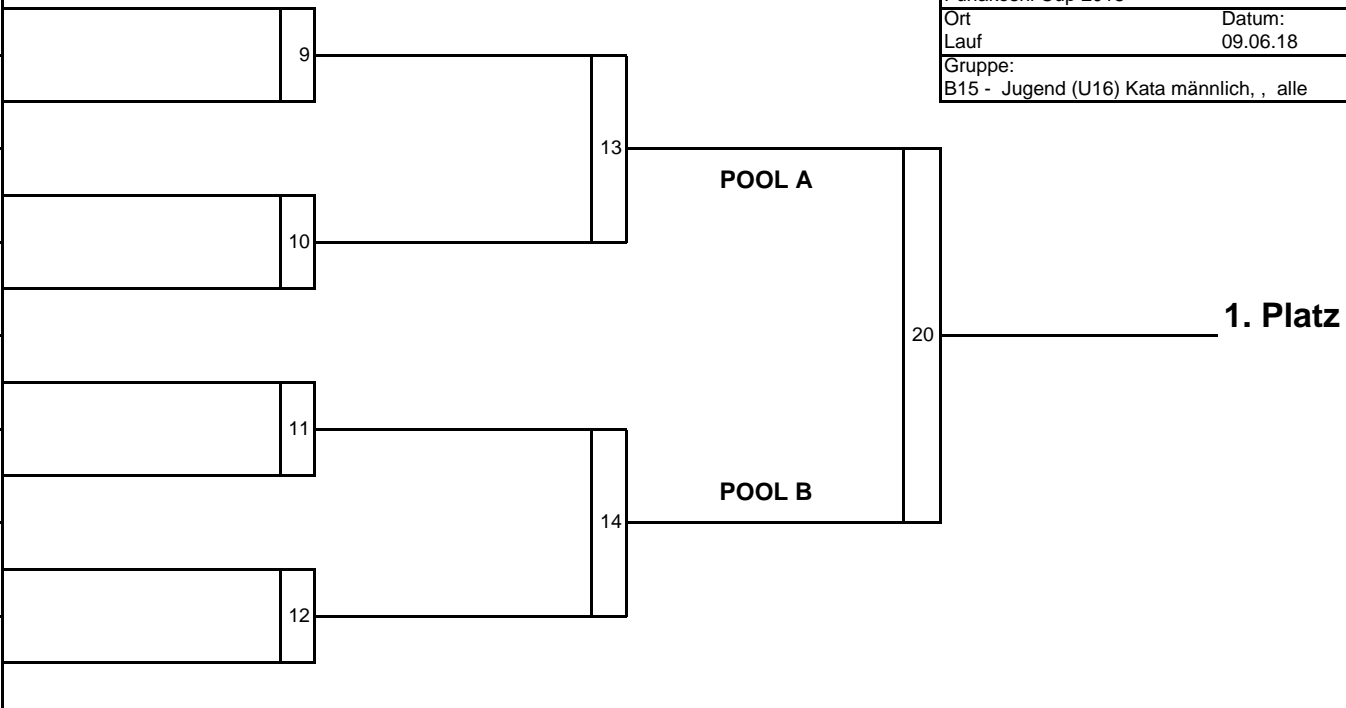 Ort Datum:
Lauf 09.06.18
Gruppe:
B15 - Jugend (U16) Kata männlich, , alle
9
13
POOL A
10
1. Platz
20
11
POOL B
14
12